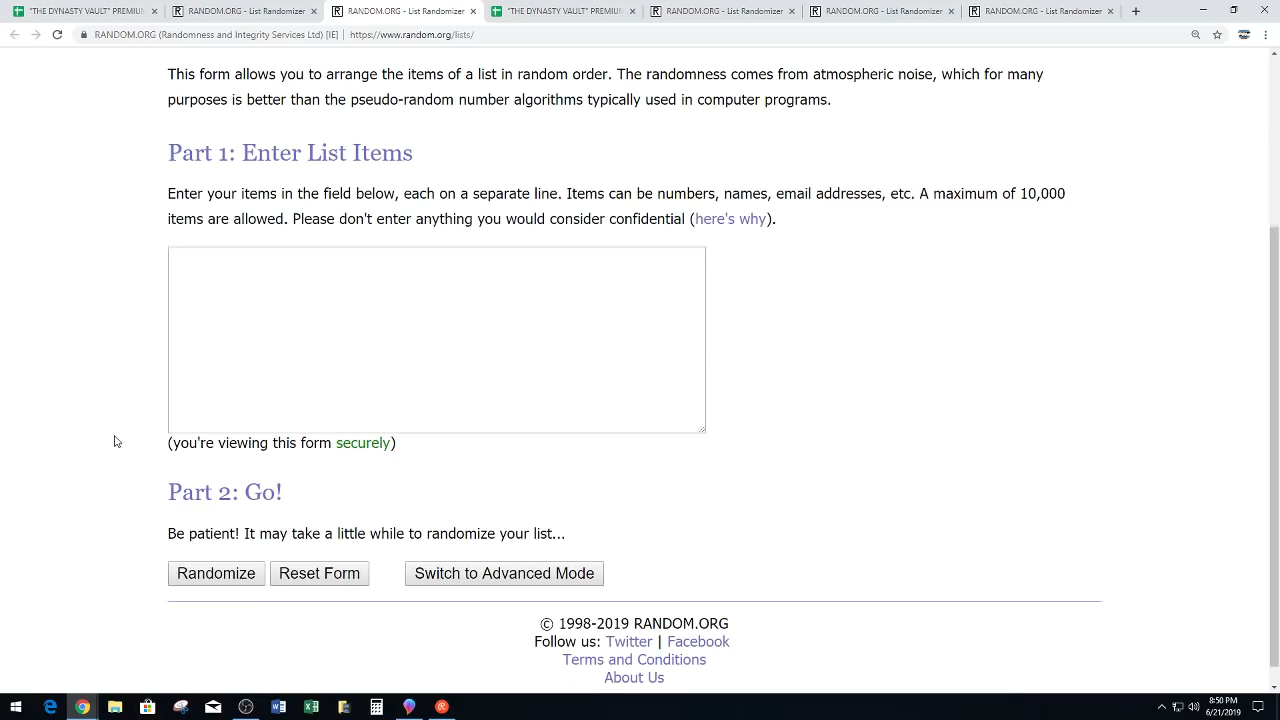 "THE DYNASTY VAULT" PREMIUM
RANDOM.ORG - List Randomizer
RANDOM.ORG - List Randomizer
"THE DYNASTY VAULT" PREMIUM
RANDOM.ORG - List Randomizer
RANDOM.ORG - List Randomizer
RANDOM.ORG - List Randomizer
RANDOM.ORG (Randomness and Integrity Services Ltd) [IE] | https://www.random.org/lists/
This form allows you to arrange the items of a list in random order. The randomness comes from atmospheric noise, which for many
purposes is better than the pseudo-random number algorithms typically used in computer programs.
Part 1: Enter List Items
Enter your items in the field below, each on a separate line. Items can be numbers, names, email addresses, etc. A maximum of 10,000
items are allowed. Please don't enter anything you would consider confidential (here's why).
(you're viewing this form securely)
Part 2: Go!
Be patient! It may take a little while to randomize your list...
Randomize Reset Form Switch to Advanced Mode
© 1998-2019 RANDOM.ORG
Follow us: Twitter | Facebook
Terms and Conditions
About Us
8:50 PM
6/21/2019